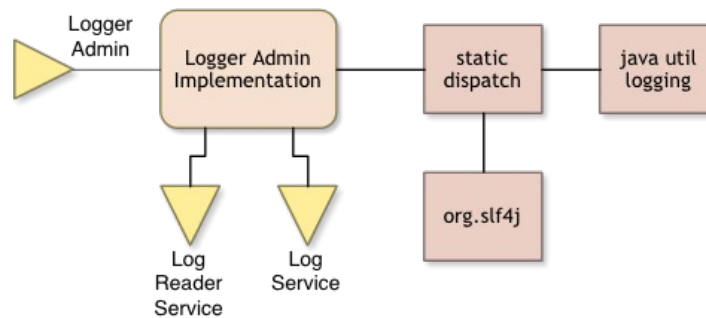 Logger
Admin
Logger Admin
Implementation
static
dispatch
java util
logging
org.slf4j
Log
Reader
Service
Log
Service